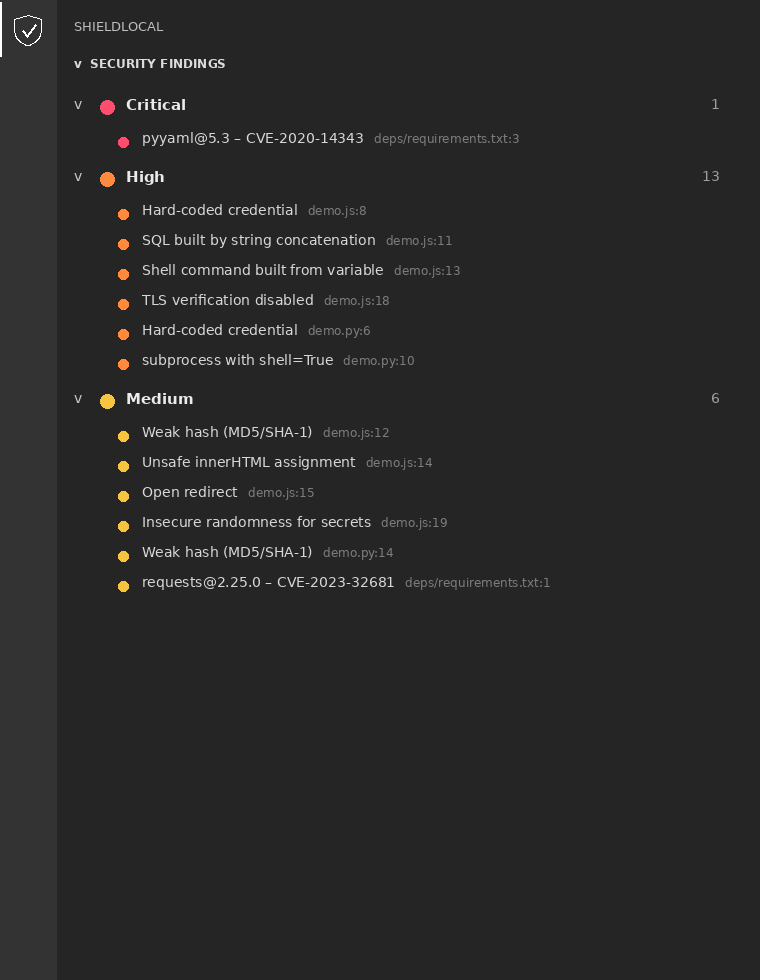 SHIELDLOCAL
v SECURITY FINDINGS
v Critical 1
pyyaml@5.3 – CVE-2020-14343 deps/requirements.txt:3
v High 13
Hard-coded credential demo.js:8
SQL built by string concatenation demo.js:11
Shell command built from variable demo.js:13
TLS verification disabled demo.js:18
Hard-coded credential demo.py:6
subprocess with shell=True demo.py:10
v Medium 6
Weak hash (MD5/SHA-1) demo.js:12
Unsafe innerHTML assignment demo.js:14
Open redirect demo.js:15
Insecure randomness for secrets demo.js:19
Weak hash (MD5/SHA-1) demo.py:14
requests@2.25.0 – CVE-2023-32681 deps/requirements.txt:1